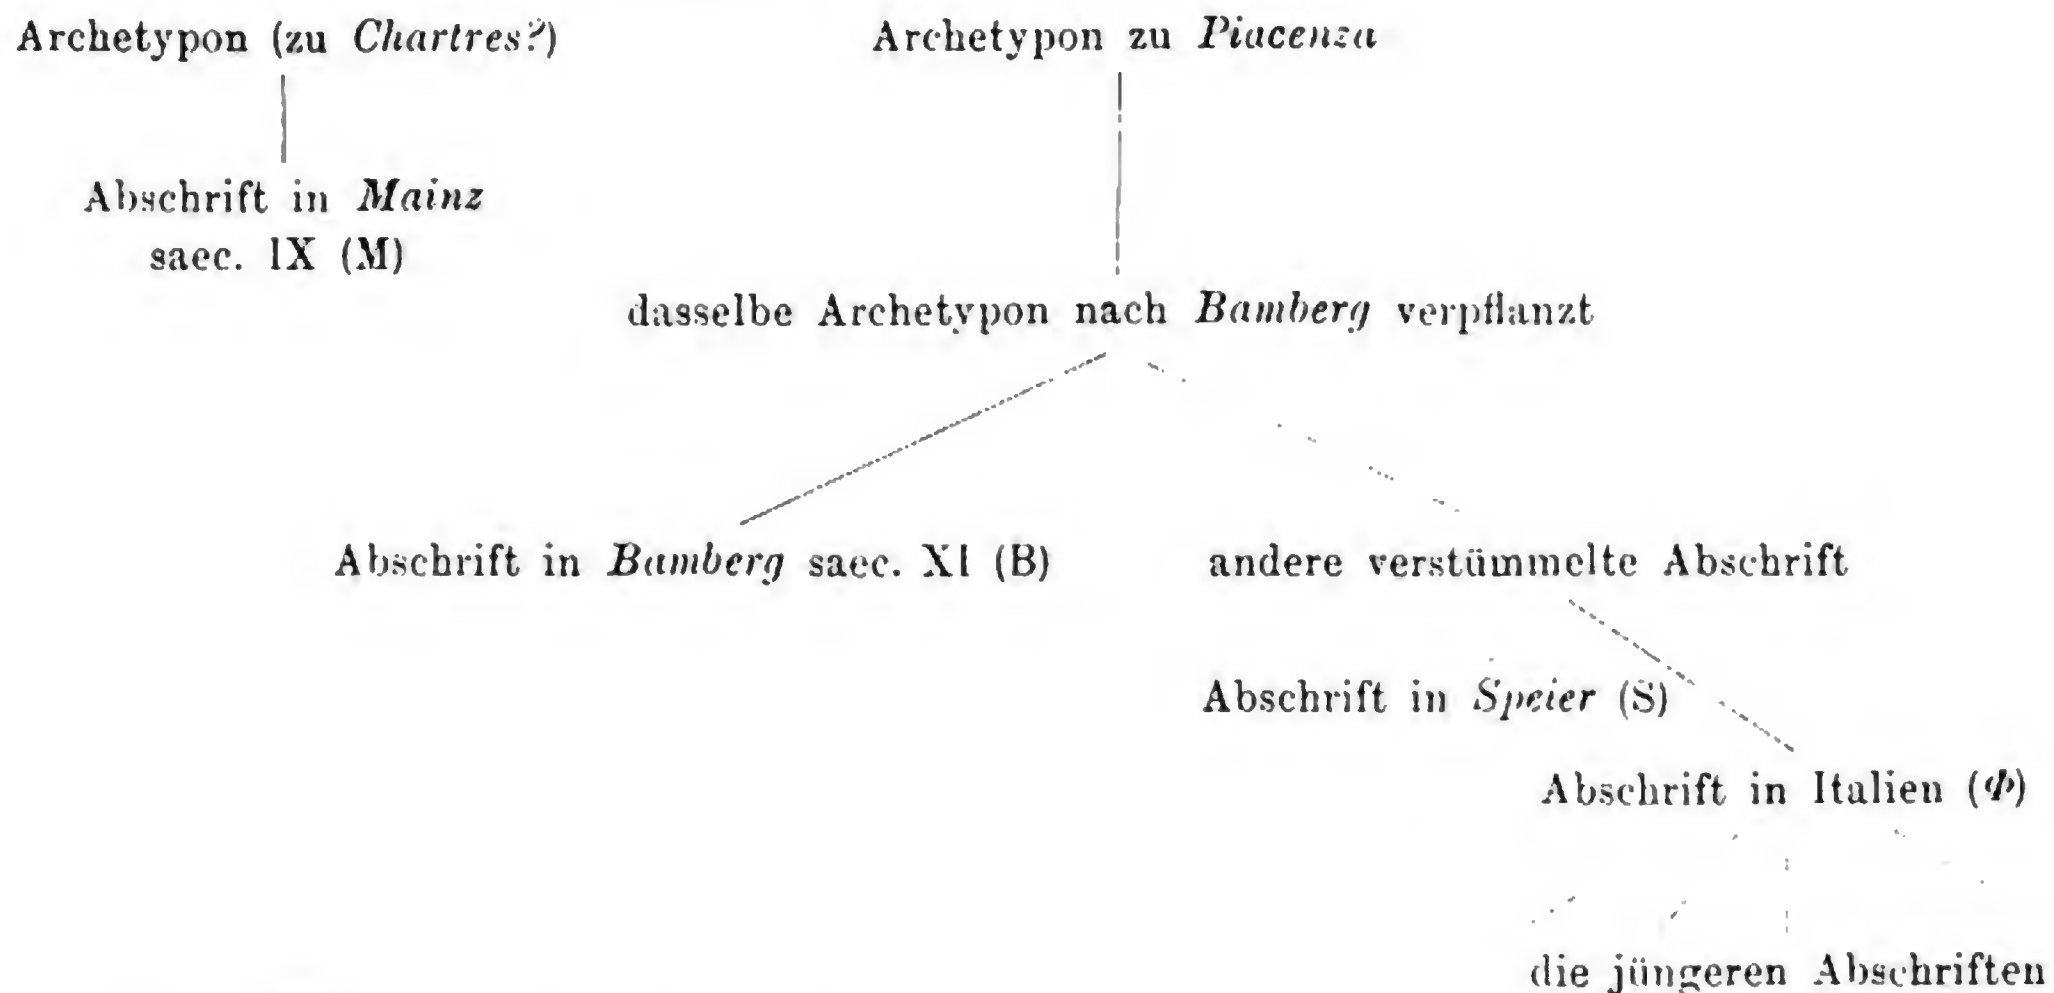 Archetypon (zu Chartres?)
Archetypon zu Piacenza
Abschrift in Mainz
saec. IX (M)
dasselbe Archetypon nach Bamberg verpflanzt
Abschrift in Bamberg saec. XI (B)
andere verstümmelte Abschrift
Abschrift in Speier (S)
Abschrift in Italien (Φ)
die jüngeren Abschriften